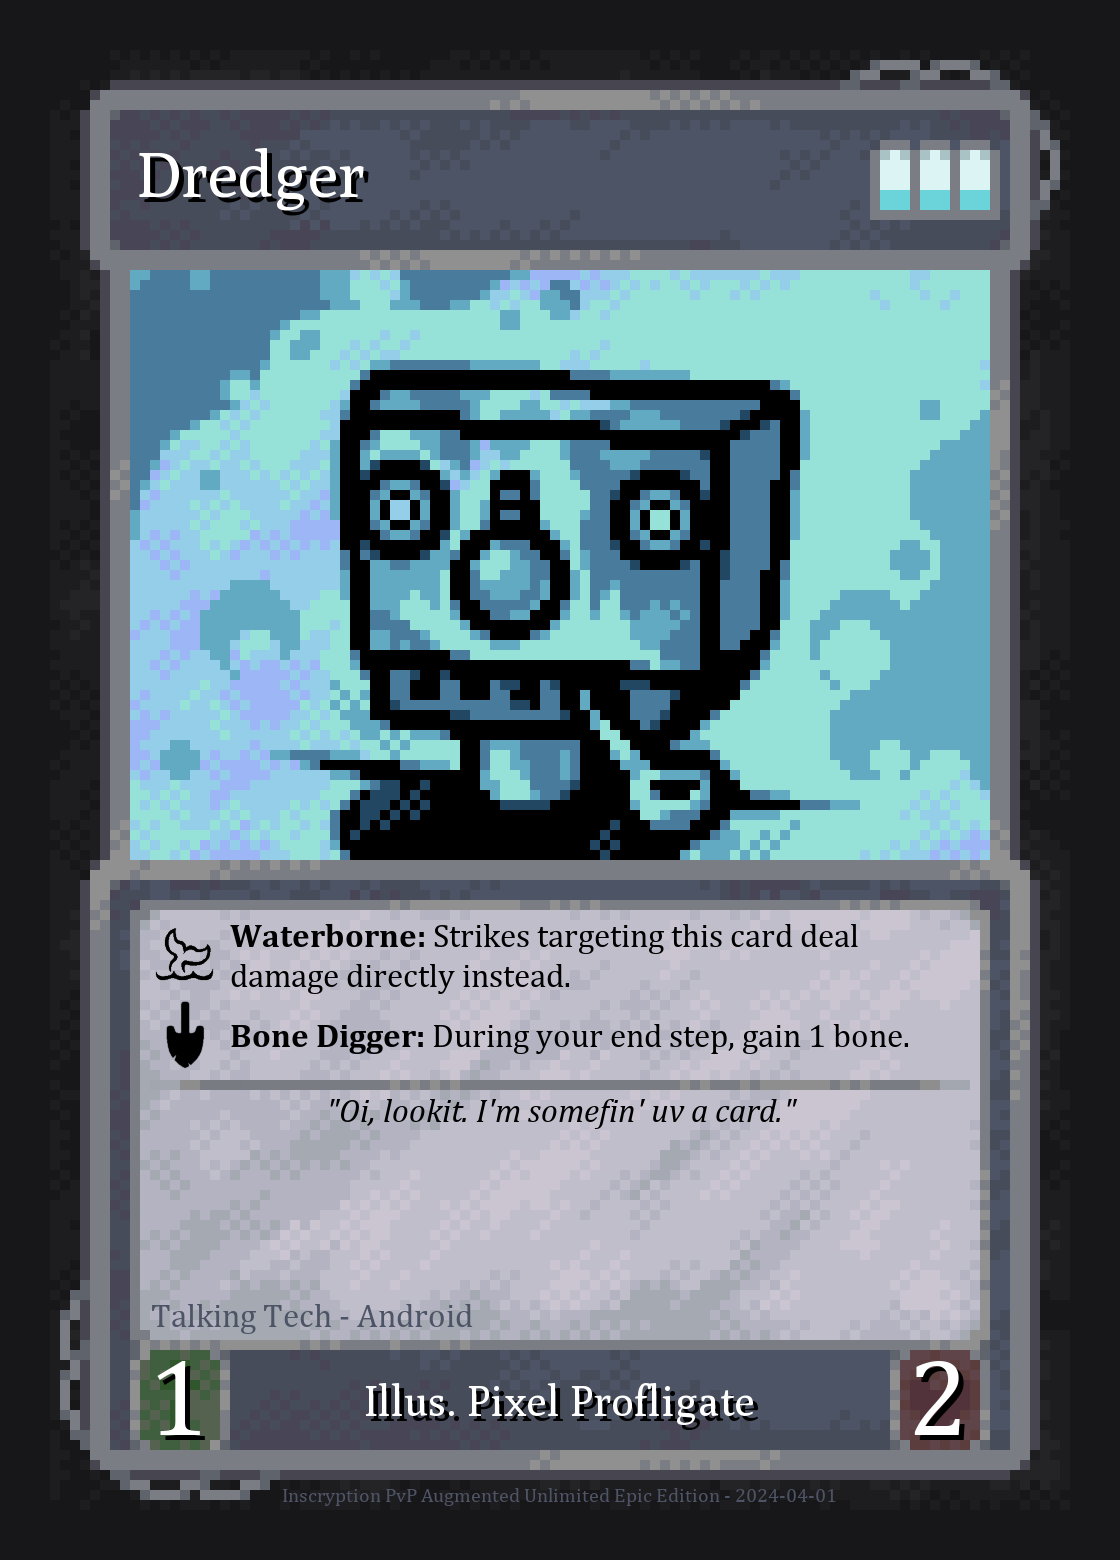 Dredger
Waterborne: Strikes targeting this card deal
damage directly instead.
Bone Digger: During your end step, gain 1 bone.
"Oi, lookit. I'm somefin' uv a card."
Talking Tech - Android
1
Illus. Pixel Profligate
2
Inscryption PvP Augmented Unlimited Epic Edition - 2024-04-01